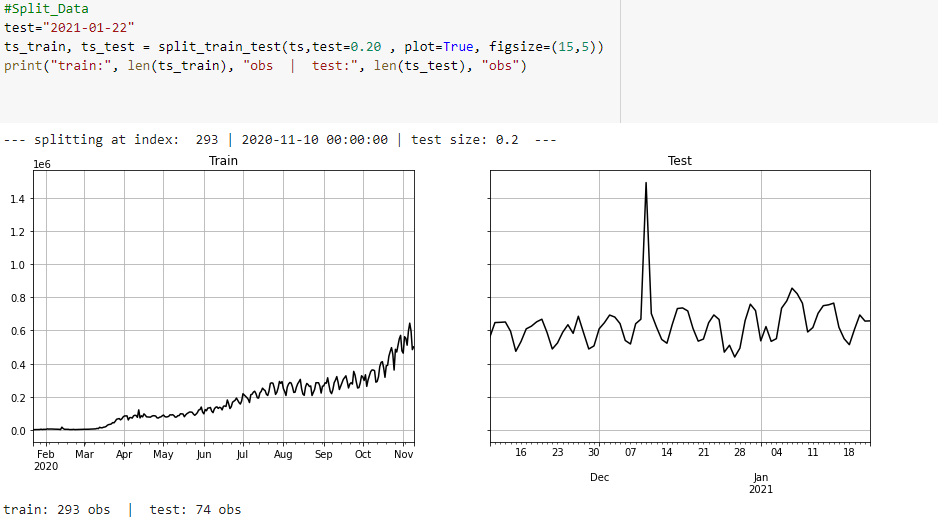 #Split_Data
test="2021-01-22"
ts_train, ts_test = split_train_test(ts,test=0.20 , plot=True, figsize=(15,5))
print("train:", len(ts_train), "obs  |  test:", len(ts_test), "obs")
--- splitting at index:  293 | 2020-11-10 00:00:00 | test size: 0.2  ---
1e6
Train
1.4
1.2
1.0
0.8
0.6
0.4
0.2
0.0
Feb Mar Apr May Jun Jul Aug Sep Oct Nov
2020
Test
16 23 30 07 14 21 28 04 11 18
Dec Jan
2021
train: 293 obs  |  test: 74 obs